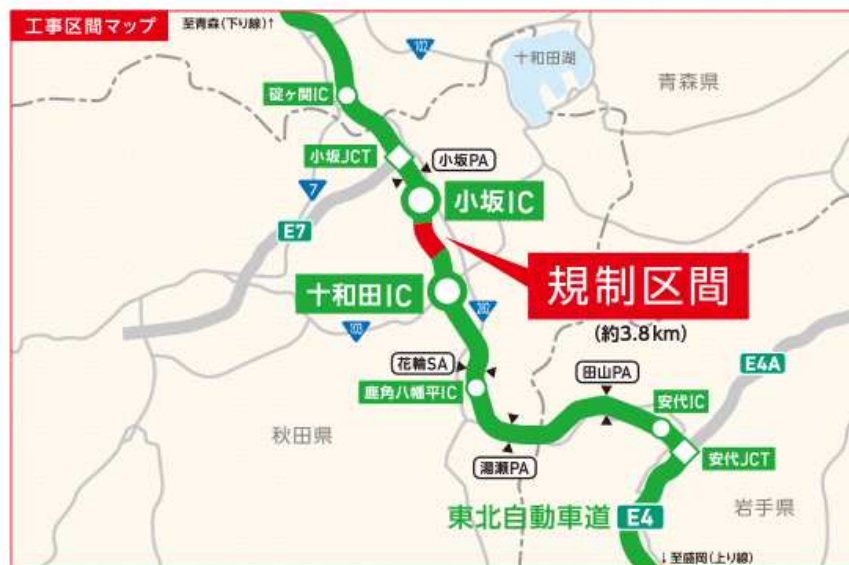 工事区間マップ
至青森(下り線)↑
102
十和田湖
青森県
碇ヶ関IC
小坂JCT
小坂PA
7
小坂IC
E7
規制区間
(約3.8km)
十和田IC
282
103
花輪SA
鹿角八幡平IC
田山PA
E4A
安代IC
秋田県
湯瀬PA
安代JCT
岩手県
東北自動車道 E4
↓至盛岡(上り線)